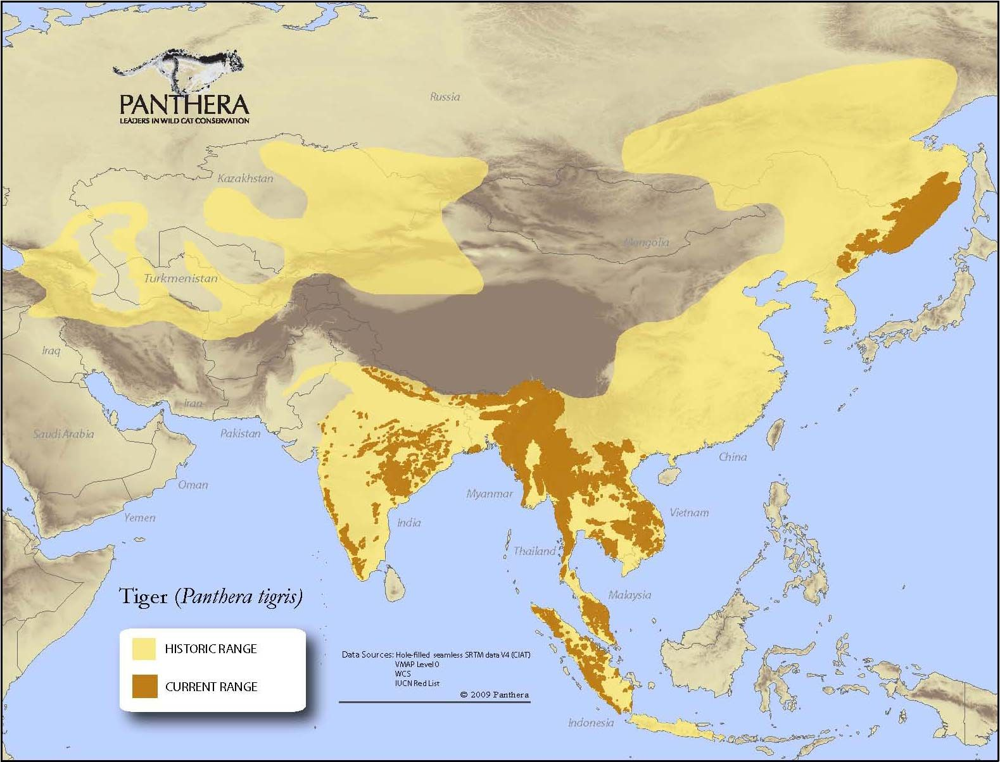 PANTHERA
LEADERS IN WILD CAT CONSERVATION
Russia
Kazakhstan
Mongolia
Turkmenistan
Iraq
Iran
Saudi Arabia
Pakistan
China
Oman
Myanmar
Yemen
India
Vietnam
Thailand
Malaysia
Indonesia
Tiger (Panthera tigris)
HISTORIC RANGE
CURRENT RANGE
Data Sources: Hole-filled seamless SRTM data V4 (CIAT)
VMAP Level 0
WCS
IUCN Red List
© 2009 Panthera